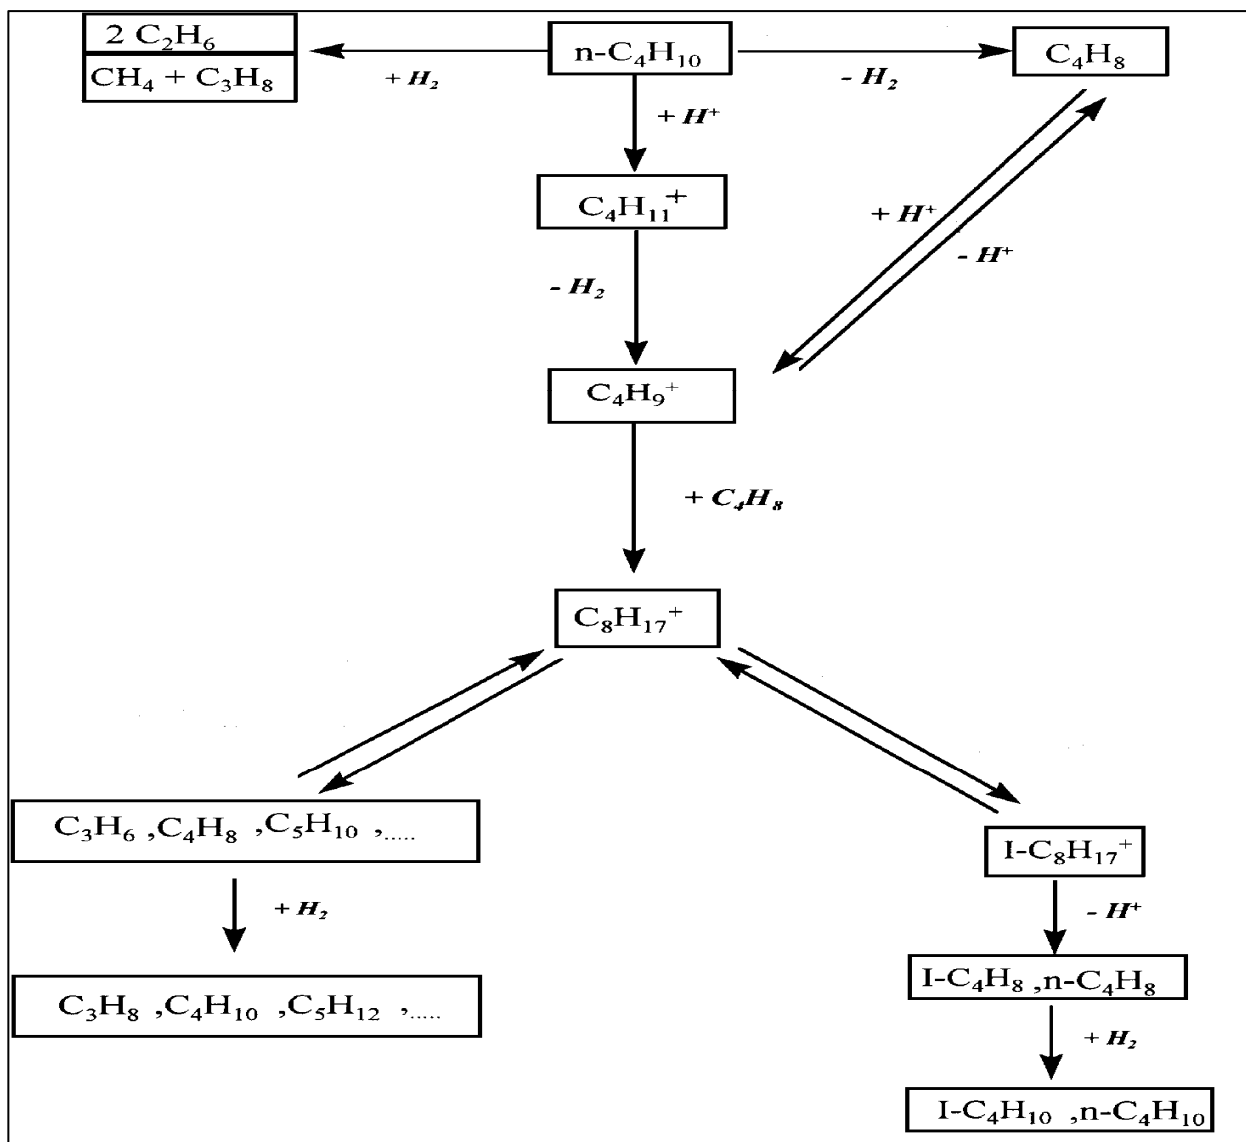 2 C₂H₆
CH₄ + C₃H₈
+ H₂
n-C₄H₁₀
- H₂
C₄H₈
+ H⁺
C₄H₁₁⁺
+ H⁺
- H⁺
- H₂
C₄H₉⁺
+ C₄H₈
C₈H₁₇⁺
C₃H₆ ,C₄H₈ ,C₅H₁₀ ,.....
I-C₈H₁₇⁺
+ H₂
- H⁺
C₃H₈ ,C₄H₁₀ ,C₅H₁₂ ,.....
I-C₄H₈ ,n-C₄H₈
+ H₂
I-C₄H₁₀ ,n-C₄H₁₀